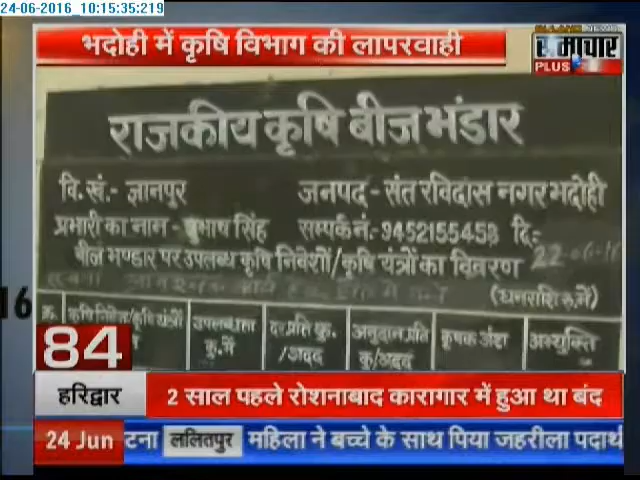 24-06-2016_10:15:35:219
भदोही में कृषि विभाग की लापरवाही
समाचार
PLUS
राजकीय कृषि बीज भंडार
वि.खं.- ज्ञानपुर जनपद - संत रविदास नगर भदोही
प्रभारी का नाम - सुभाष सिंह सम्पर्क नं.- 9452155458 दि:-
बीज भण्डार पर उपलब्ध कृषि निवेशों/कृषि यंत्रों का विवरण 22-06-
(धनराशि रु. में)
क्र. कृषि निवेश/कृषि यंत्रों उपलब्धता दर प्रति कु. अनुदान प्रति कृषक अंश अभ्युक्ति
कु. में /अदद कु/अदद
16
84
हरिद्वार 2 साल पहले रोशनाबाद कारागार में हुआ था बंद
24 Jun टना ललितपुर महिला ने बच्चे के साथ पिया जहरीला पदार्थ